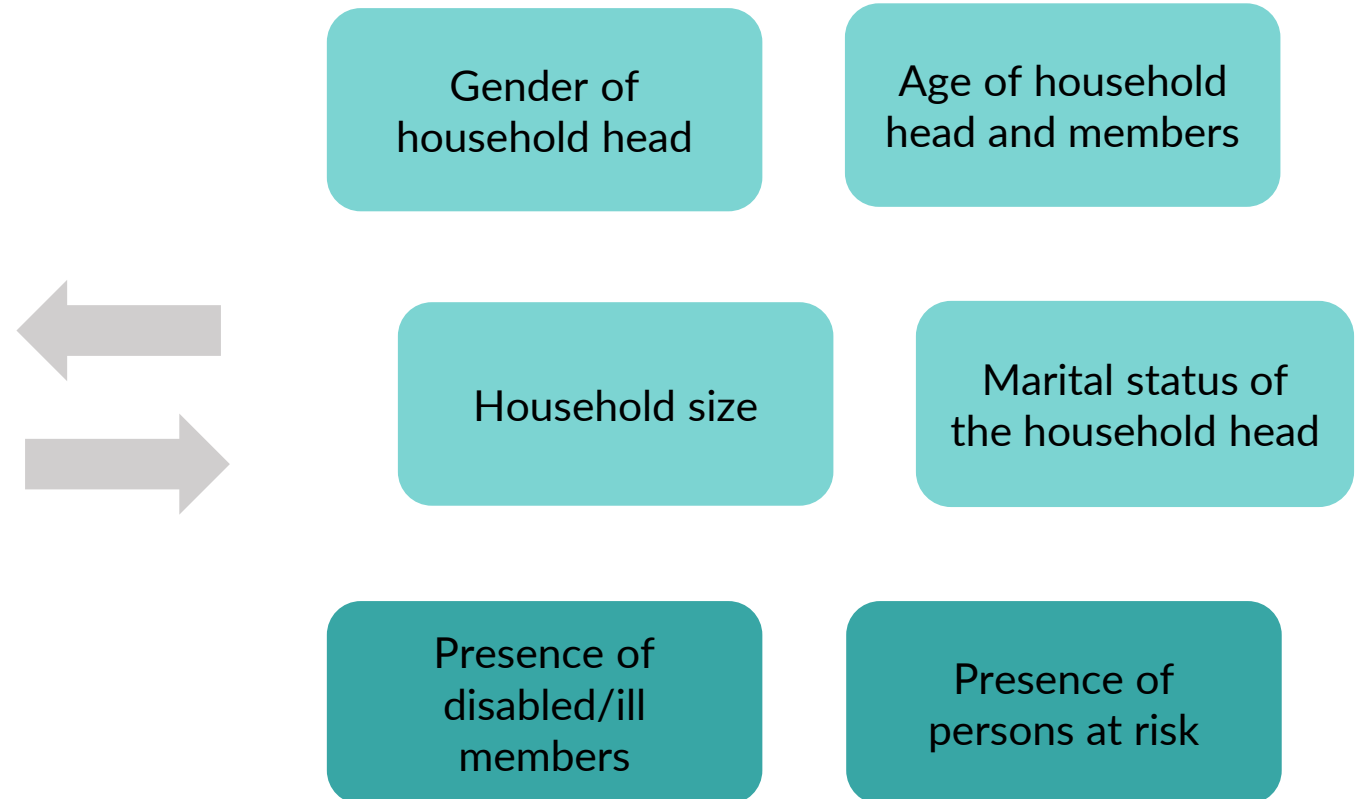 Gender of
household head
Age of household
head and members
Household size
Marital status of
the household head
Presence of
disabled/ill
members
Presence of
persons at risk